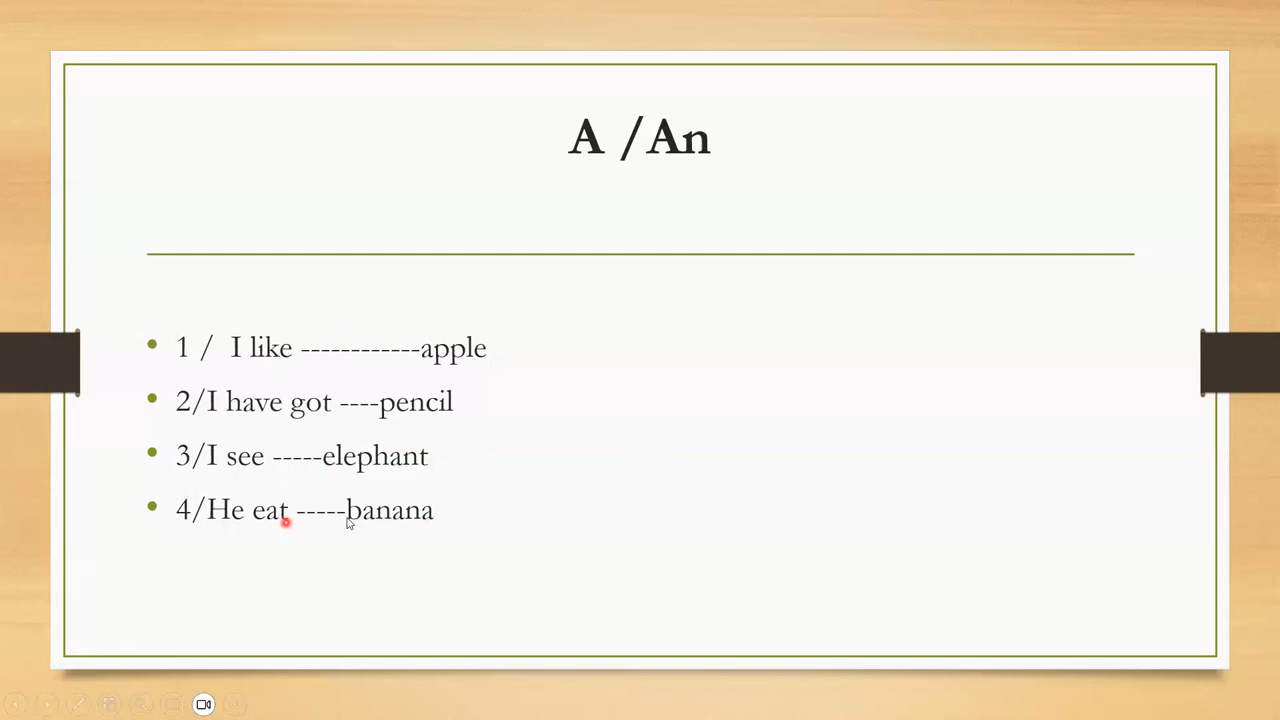 A /An
1 / I like ------------apple
2/I have got ----pencil
3/I see -----elephant
4/He eat -----banana